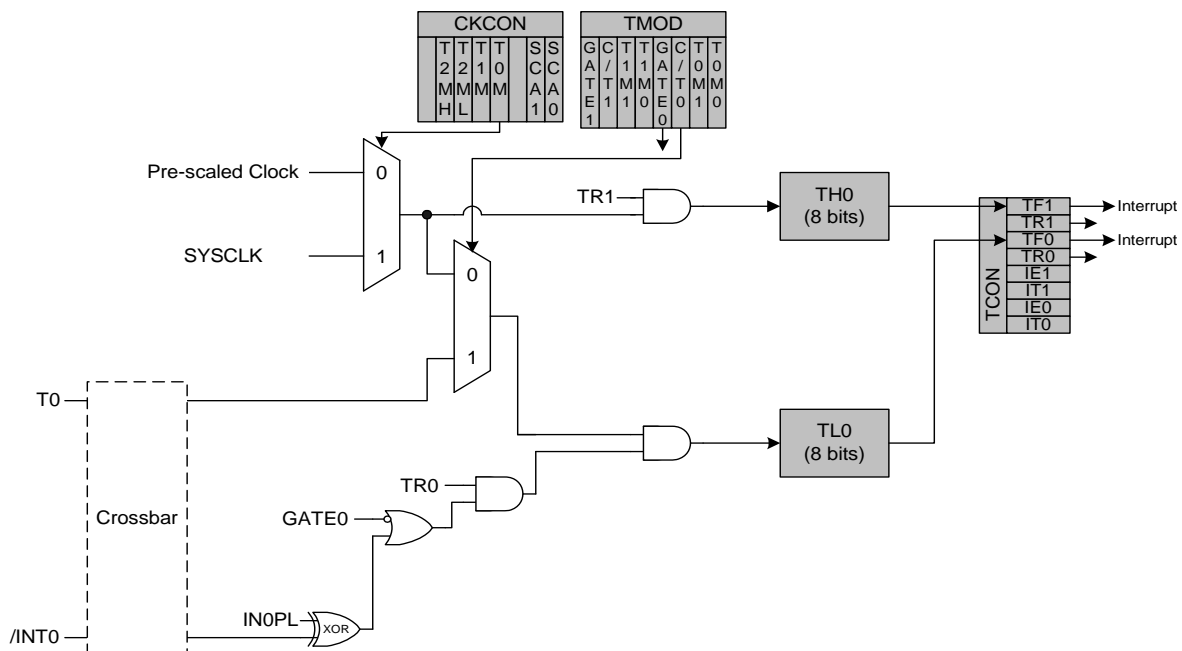 CKCON
T2MH
T2ML
T1M
T0M
SCA1
SCA0
TMOD
GATE1
C/T1
T1M1
T1M0
GATE0
C/T0
T0M1
T0M0
Pre-scaled Clock
0
SYSCLK
1
TR1
TH0
(8 bits)
TCON
TF1
TR1
TF0
TR0
IE1
IT1
IE0
IT0
Interrupt
Interrupt
0
1
T0
Crossbar
TL0
(8 bits)
TR0
GATE0
IN0PL
XOR
/INT0